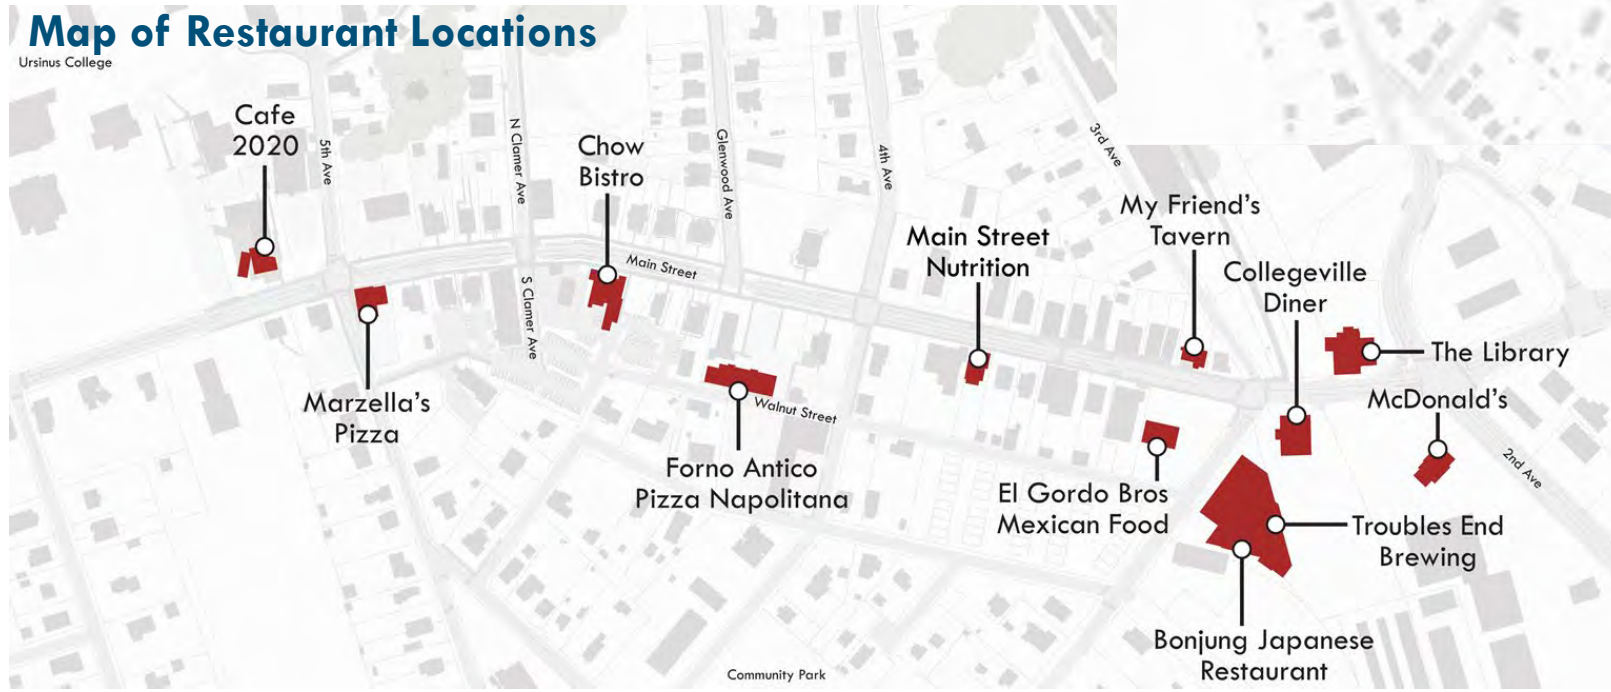 Map of Restaurant Locations
Ursinus College
Cafe
2020
5th Ave
N Clamer Ave
Chow
Bistro
Glenwood Ave
4th Ave
3rd Ave
My Friend's
Tavern
Main Street
Nutrition
Main Street
Collegeville
Diner
S Clamer Ave
The Library
McDonald's
Marzella's
Pizza
Walnut Street
Forno Antico
Pizza Napolitana
2nd Ave
El Gordo Bros
Mexican Food
Troubles End
Brewing
Bonjung Japanese
Restaurant
Community Park